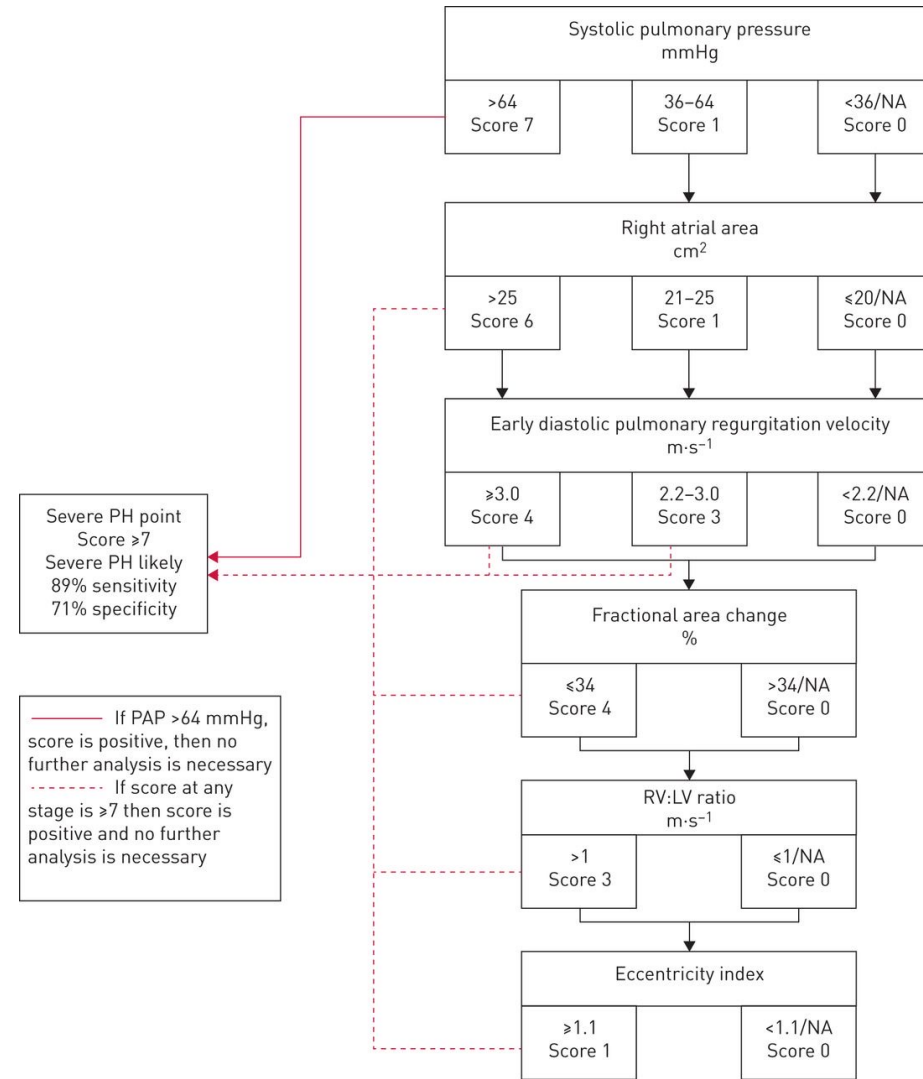 Systolic pulmonary pressure
mmHg
>64
Score 7
36–64
Score 1
<36/NA
Score 0
Right atrial area
cm²
>25
Score 6
21–25
Score 1
⩽20/NA
Score 0
Early diastolic pulmonary regurgitation velocity
m·s⁻¹
⩾3.0
Score 4
2.2–3.0
Score 3
<2.2/NA
Score 0
Severe PH point
Score ⩾7
Severe PH likely
89% sensitivity
71% specificity
Fractional area change
%
⩽34
Score 4
>34/NA
Score 0
If PAP >64 mmHg,
score is positive, then no
further analysis is necessary
If score at any
stage is ⩾7 then score is
positive and no further
analysis is necessary
RV:LV ratio
m·s⁻¹
>1
Score 3
⩽1/NA
Score 0
Eccentricity index
⩾1.1
Score 1
<1.1/NA
Score 0